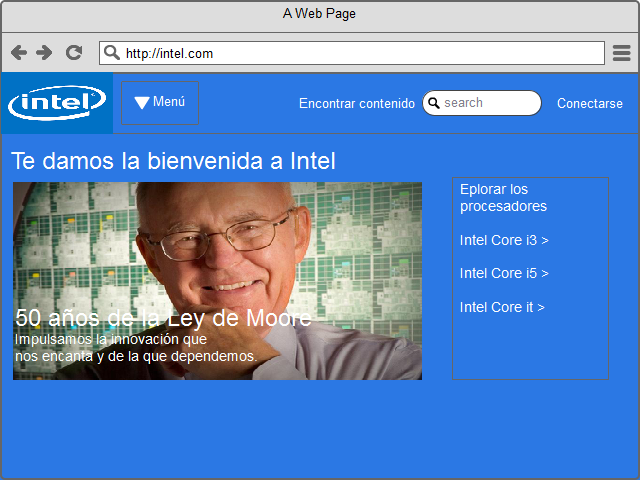 A Web Page
http://intel.com
intel
Menú
Encontrar contenido
search
Conectarse
Te damos la bienvenida a Intel
50 años de la Ley de Moore
Impulsamos la innovación que
nos encanta y de la que dependemos.
Eplorar los
procesadores
Intel Core i3 >
Intel Core i5 >
Intel Core it >